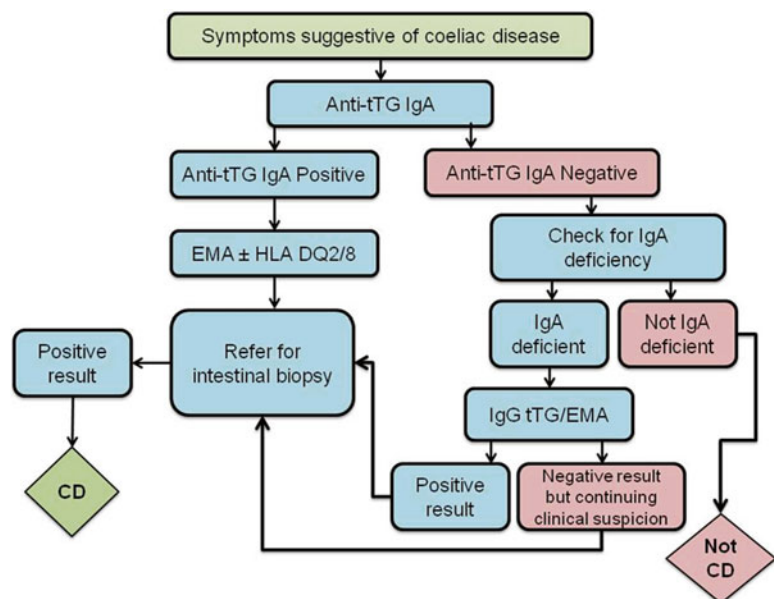 Symptoms suggestive of coeliac disease
Anti-tTG IgA
Anti-tTG IgA Positive
Anti-tTG IgA Negative
EMA ± HLA DQ2/8
Check for IgA
deficiency
IgA
deficient
Not IgA
deficient
Refer for
intestinal biopsy
Positive
result
IgG tTG/EMA
Positive
result
Negative result
but continuing
clinical suspicion
CD
Not
CD